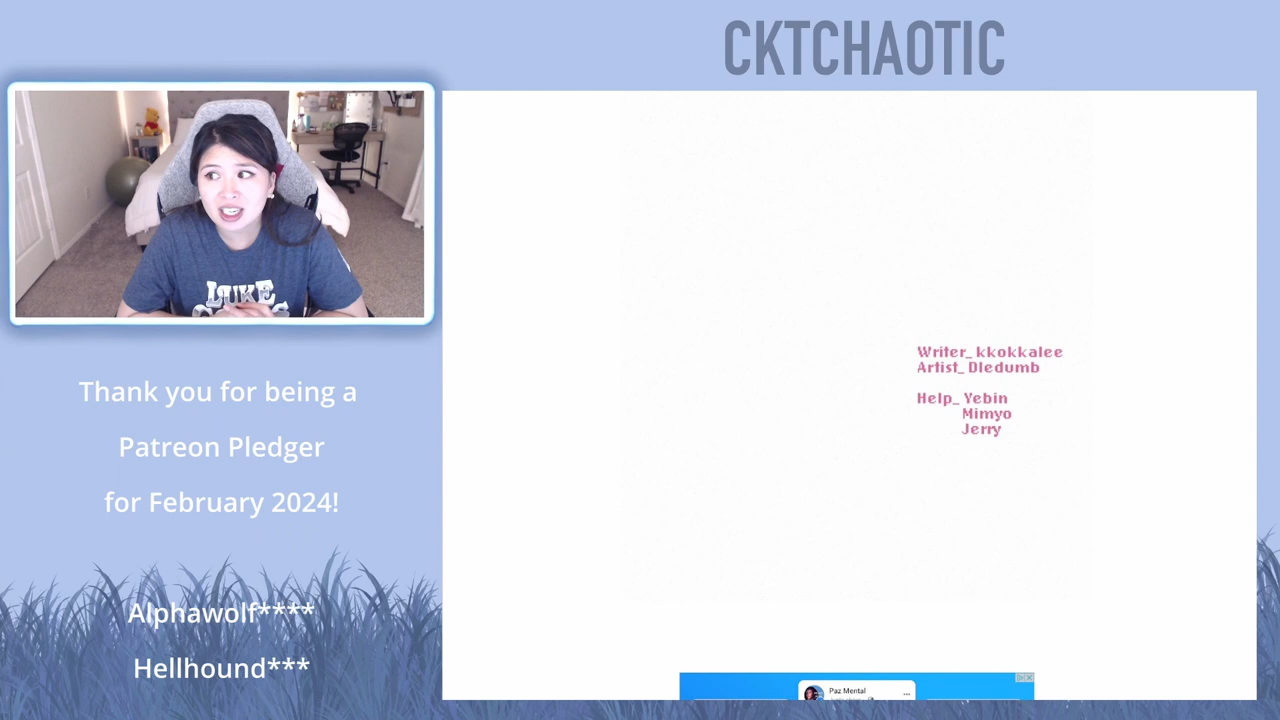 CKTCHAOTIC
LUKE
Thank you for being a
Patreon Pledger
for February 2024!
Alphawolf****
Hellhound***
Writer_ kkokkalee
Artist_ Dledumb
Help_ Yebin
Mimyo
Jerry
Paz Mental